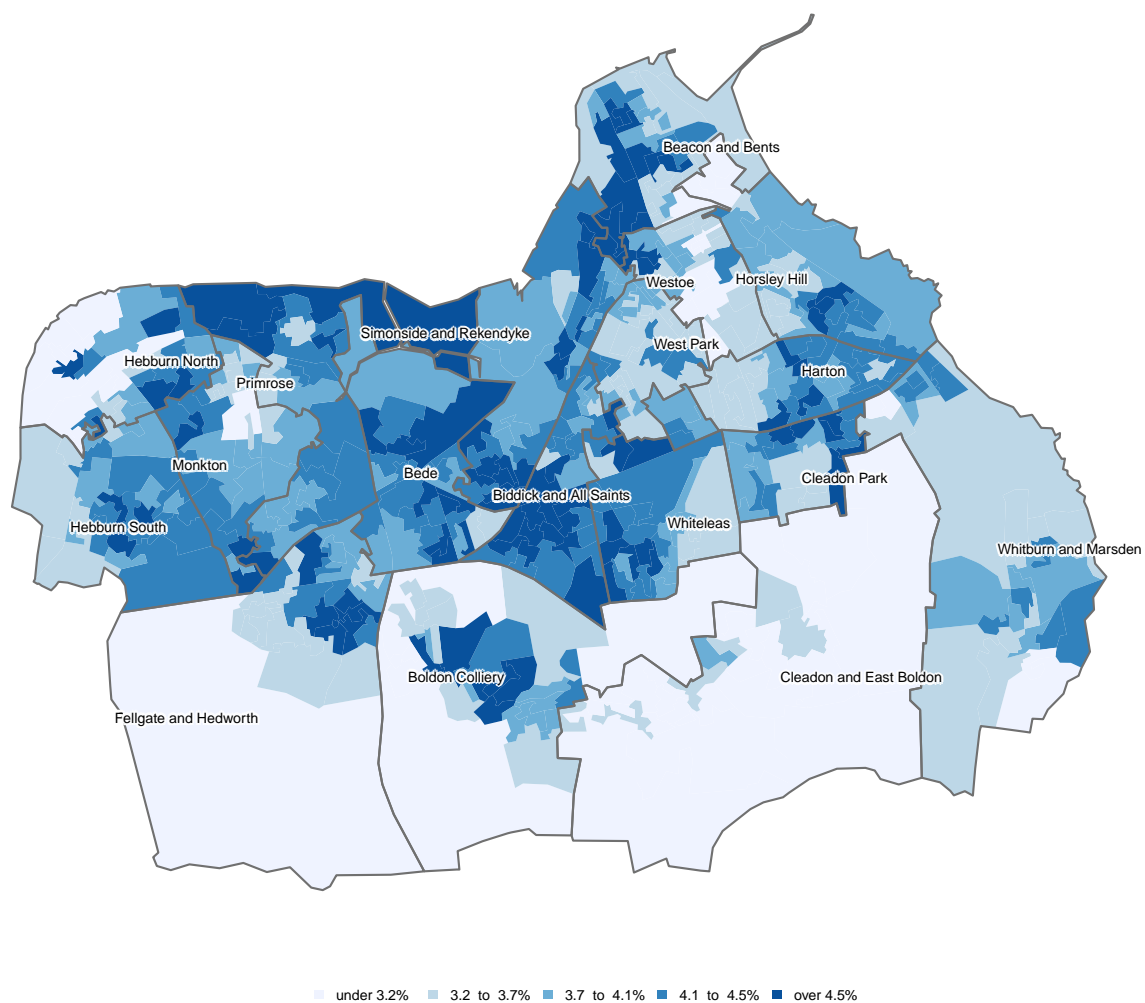 Beacon and Bents
Westoe
Horsley Hill
Simonside and Rekendyke
West Park
Hebburn North
Harton
Primrose
Monkton
Bede
Cleadon Park
Biddick and All Saints
Hebburn South
Whiteleas
Whitburn and Marsden
Boldon Colliery
Cleadon and East Boldon
Fellgate and Hedworth
under 3.2% 3.2 to 3.7% 3.7 to 4.1% 4.1 to 4.5% over 4.5%